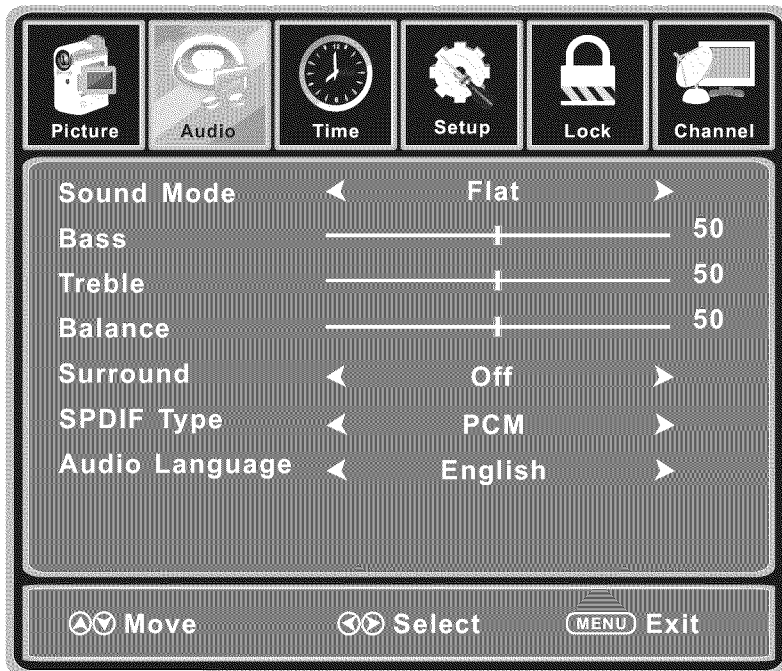 Picture Audio Time Setup Lock Channel
Sound Mode Flat
Bass 50
Treble 50
Balance 50
Surround Off
SPDIF Type PCM
Audio Language English
Move Select MENU Exit